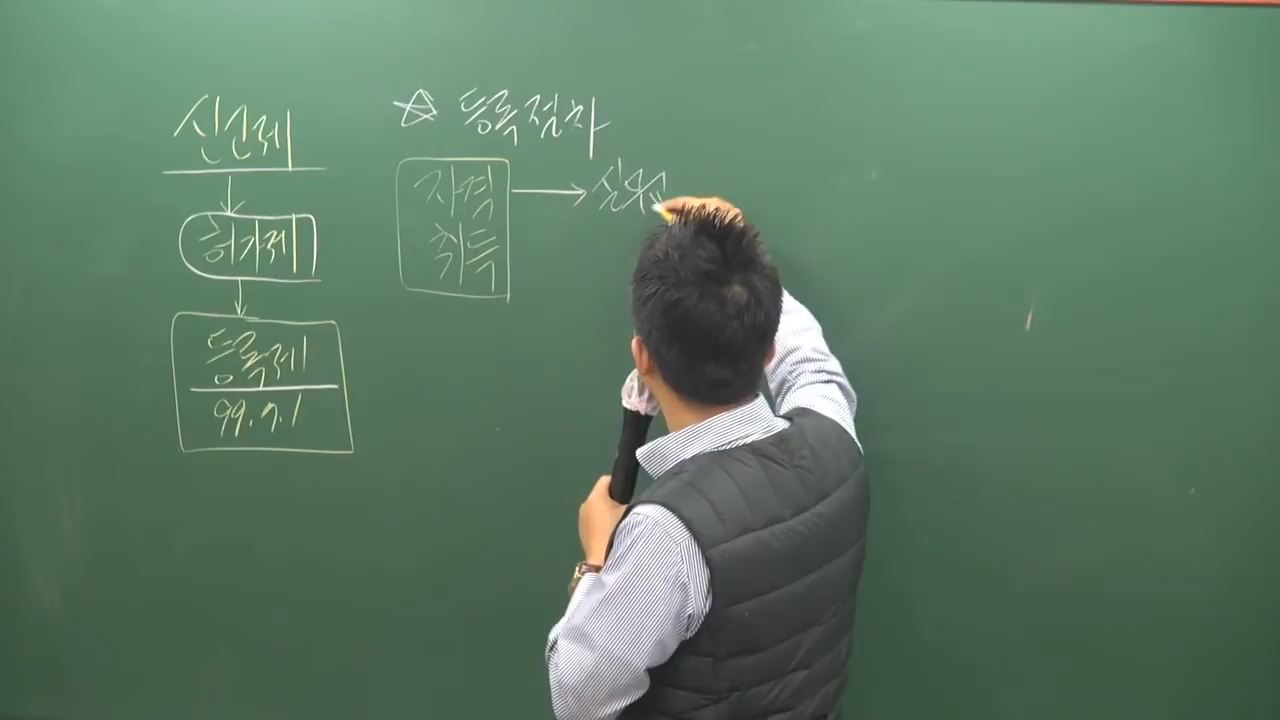 신고제
허가제
등록제
99.7.1
☆ 등록절차
자격
취득